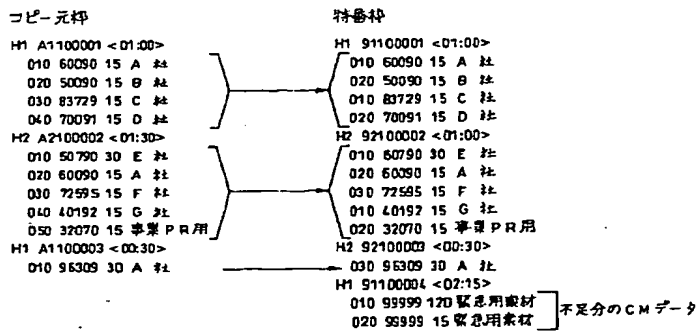 コピー元枠
H1 A1100001 <01:00>
010 60090 15 A 社
020 50090 15 B 社
030 83729 15 C 社
040 70091 15 D 社
H2 A2100002 <01:30>
010 50790 30 E 社
020 60090 15 A 社
030 72595 15 F 社
040 40192 15 G 社
050 32070 15 事業PR用
H1 A1100003 <00:30>
010 96309 30 A 社
特番枠
H1 91100001 <01:00>
010 60090 15 A 社
020 50090 15 B 社
010 83729 15 C 社
020 70091 15 D 社
H2 92100002 <01:00>
010 60790 30 E 社
020 60090 15 A 社
030 72595 15 F 社
010 40192 15 G 社
020 32070 15 事業PR用
H2 92100003 <00:30>
030 96309 30 A 社
H1 91100004 <02:15>
010 99999 120 緊急用素材
020 99999 15 緊急用素材
不足分のCMデータ